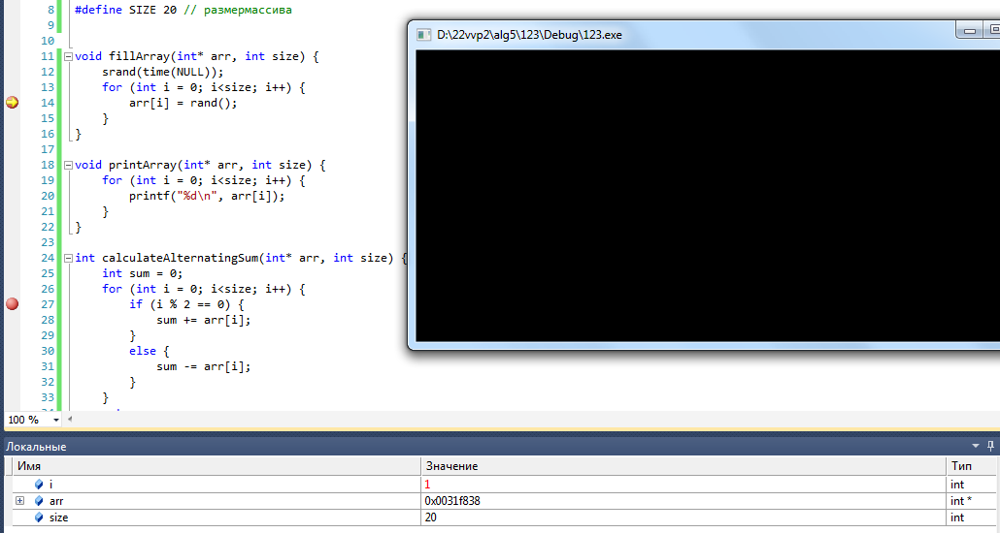 8 #define SIZE 20 // размермассива
9
10
11 void fillArray(int* arr, int size) {
12 srand(time(NULL));
13 for (int i = 0; i<size; i++) {
14 arr[i] = rand();
15 }
16 }
17
18 void printArray(int* arr, int size) {
19 for (int i = 0; i<size; i++) {
20 printf("%d\n", arr[i]);
21 }
22 }
23
24 int calculateAlternatingSum(int* arr, int size) {
25 int sum = 0;
26 for (int i = 0; i<size; i++) {
27 if (i % 2 == 0) {
28 sum += arr[i];
29 }
30 else {
31 sum -= arr[i];
32 }
33 }
D:\22vvp2\alg5\123\Debug\123.exe
100 %
Локальные
Имя Значение Тип
i 1 int
arr 0x0031f838 int *
size 20 int